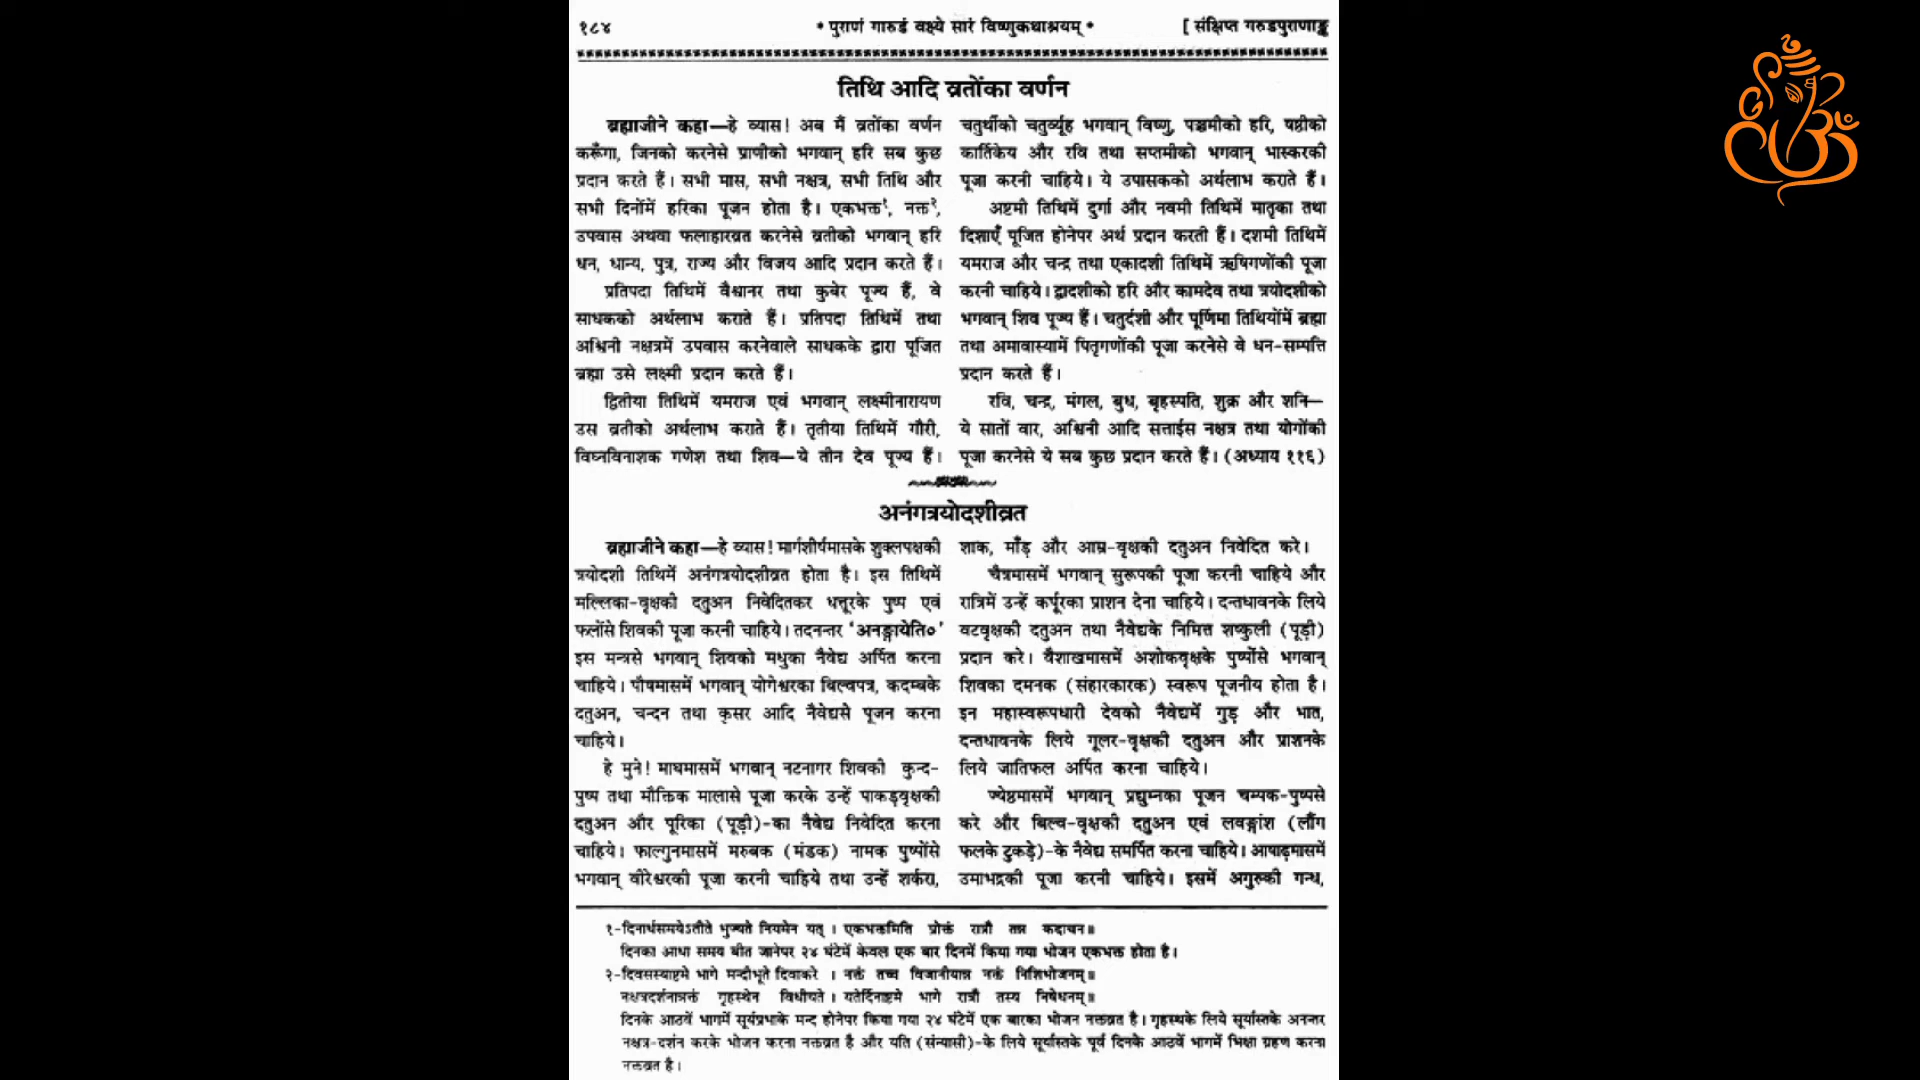 १८४
* पुराणं गारुडं वक्ष्ये सारं विष्णुकथाश्रयम् *
[ संक्षिप्त गरुडपुराणाङ्क
तिथि आदि व्रतोंका वर्णन
ब्रह्माजीने कहा—हे व्यास! अब मैं व्रतोंका वर्णन
करूँगा, जिनको करनेसे प्राणीको भगवान् हरि सब कुछ
प्रदान करते हैं। सभी मास, सभी नक्षत्र, सभी तिथि और
सभी दिनोंमें हरिका पूजन होता है। एकभक्त१, नक्त२,
उपवास अथवा फलाहारव्रत करनेसे व्रतीको भगवान् हरि
धन, धान्य, पुत्र, राज्य और विजय आदि प्रदान करते हैं।
प्रतिपदा तिथिमें वैश्वानर तथा कुबेर पूज्य हैं, वे
साधकको अर्थलाभ कराते हैं। प्रतिपदा तिथिमें तथा
अश्विनी नक्षत्रमें उपवास करनेवाले साधकके द्वारा पूजित
ब्रह्मा उसे लक्ष्मी प्रदान करते हैं।
द्वितीया तिथिमें यमराज एवं भगवान् लक्ष्मीनारायण
उस व्रतीको अर्थलाभ कराते हैं। तृतीया तिथिमें गौरी,
विघ्नविनाशक गणेश तथा शिव—ये तीन देव पूज्य हैं।
चतुर्थीको चतुर्व्यूह भगवान् विष्णु, पञ्चमीको हरि, षष्ठीको
कार्तिकेय और रवि तथा सप्तमीको भगवान् भास्करकी
पूजा करनी चाहिये। ये उपासकको अर्थलाभ कराते हैं।
अष्टमी तिथिमें दुर्गा और नवमी तिथिमें मातृका तथा
दिशाएँ पूजित होनेपर अर्थ प्रदान करती हैं। दशमी तिथिमें
यमराज और चन्द्र तथा एकादशी तिथिमें ऋषिगणोंकी पूजा
करनी चाहिये। द्वादशीको हरि और कामदेव तथा त्रयोदशीको
भगवान् शिव पूज्य हैं। चतुर्दशी और पूर्णिमा तिथियोंमें ब्रह्मा
तथा अमावास्यामें पितृगणोंकी पूजा करनेसे वे धन-सम्पत्ति
प्रदान करते हैं।
रवि, चन्द्र, मंगल, बुध, बृहस्पति, शुक्र और शनि—
ये सातों वार, अश्विनी आदि सत्ताईस नक्षत्र तथा योगोंकी
पूजा करनेसे ये सब कुछ प्रदान करते हैं। (अध्याय ११६)
अनंगत्रयोदशीव्रत
ब्रह्माजीने कहा—हे व्यास! मार्गशीर्षमासके शुक्लपक्षकी
त्रयोदशी तिथिमें अनंगत्रयोदशीव्रत होता है। इस तिथिमें
मल्लिका-वृक्षकी दतुअन निवेदितकर धत्तूरके पुष्प एवं
फलोंसे शिवकी पूजा करनी चाहिये। तदनन्तर 'अनङ्गायेति०'
इस मन्त्रसे भगवान् शिवको मधुका नैवेद्य अर्पित करना
चाहिये। पौषमासमें भगवान् योगेश्वरका बिल्वपत्र, कदम्बके
दतुअन, चन्दन तथा कृसर आदि नैवेद्यसे पूजन करना
चाहिये।
हे मुने! माघमासमें भगवान् नटनागर शिवकी कुन्द-
पुष्प तथा मौक्तिक मालासे पूजा करके उन्हें पाकड़वृक्षकी
दतुअन और पूरिका (पूड़ी)-का नैवेद्य निवेदित करना
चाहिये। फाल्गुनमासमें मरुबक (मंडक) नामक पुष्पोंसे
भगवान् वीरेश्वरकी पूजा करनी चाहिये तथा उन्हें शर्करा,
शाक, माँड़ और आम्र-वृक्षकी दतुअन निवेदित करे।
चैत्रमासमें भगवान् सुरूपकी पूजा करनी चाहिये और
रात्रिमें उन्हें कर्पूरका प्राशन देना चाहिये। दन्तधावनके लिये
वटवृक्षकी दतुअन तथा नैवेद्यके निमित्त शष्कुली (पूड़ी)
प्रदान करे। वैशाखमासमें अशोकवृक्षके पुष्पोंसे भगवान्
शिवका दमनक (संहारकारक) स्वरूप पूजनीय होता है।
इन महास्वरूपधारी देवको नैवेद्यमें गुड़ और भात,
दन्तधावनके लिये गूलर-वृक्षकी दतुअन और प्राशनके
लिये जातिफल अर्पित करना चाहिये।
ज्येष्ठमासमें भगवान् प्रद्युम्नका पूजन चम्पक-पुष्पसे
करे और बिल्व-वृक्षकी दतुअन एवं लवङ्गांश (लौंग
फलके टुकड़े)-के नैवेद्य समर्पित करना चाहिये। आषाढ़मासमें
उमाभद्रकी पूजा करनी चाहिये। इसमें अगुरुकी गन्ध,
१-दिनार्धसमयेऽतीते भुज्यते नियमेन यत् । एकभक्तमिति प्रोक्तं रात्रौ तन्न कदाचन॥
दिनका आधा समय बीत जानेपर २४ घंटेमें केवल एक बार दिनमें किया गया भोजन एकभक्त होता है।
२-दिवसस्याष्टमे भागे मन्दीभूते दिवाकरे । नक्तं तच्च विजानीयान्न नक्तं निशिभोजनम्॥
नक्षत्रदर्शनान्नक्तं गृहस्थेन विधीयते। यतेर्दिनाष्टमे भागे रात्रौ तस्य निषेधनम्॥
दिनके आठवें भागमें सूर्यप्रभाके मन्द होनेपर किया गया २४ घंटेमें एक बारका भोजन नक्तव्रत है। गृहस्थके लिये सूर्यास्तके अनन्तर
नक्षत्र-दर्शन करके भोजन करना नक्तव्रत है और यति (संन्यासी)-के लिये सूर्यास्तके पूर्व दिनके आठवें भागमें भिक्षा ग्रहण करना
नक्तव्रत है।